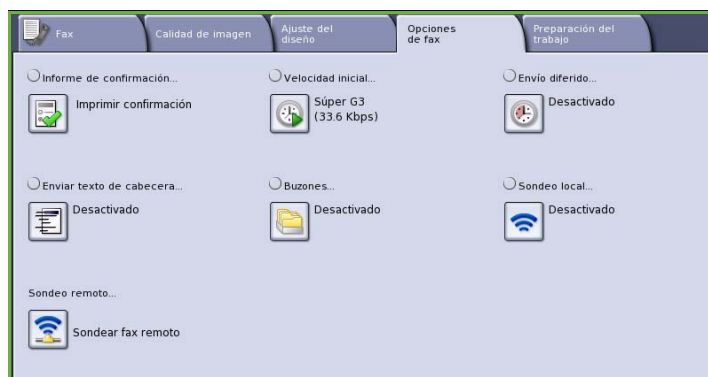 Fax
Calidad de imagen
Ajuste del
diseño
Opciones
de fax
Preparación del
trabajo
Informe de confirmación...
Imprimir confirmación
Velocidad inicial...
Súper G3
(33.6 Kbps)
Envío diferido...
Desactivado
Enviar texto de cabecera...
Desactivado
Buzones...
Desactivado
Sondeo local...
Desactivado
Sondeo remoto...
Sondear fax remoto